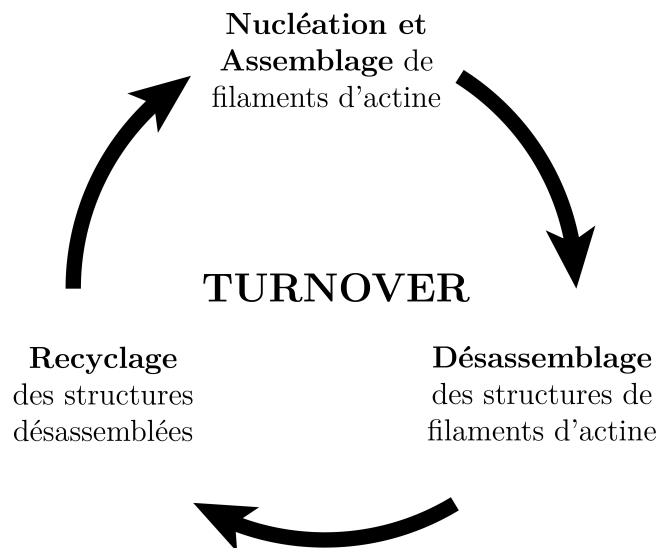 Nucléation et
Assemblage de
filaments d'actine
TURNOVER
Recyclage
des structures
désassemblées
Désassemblage
des structures de
filaments d'actine